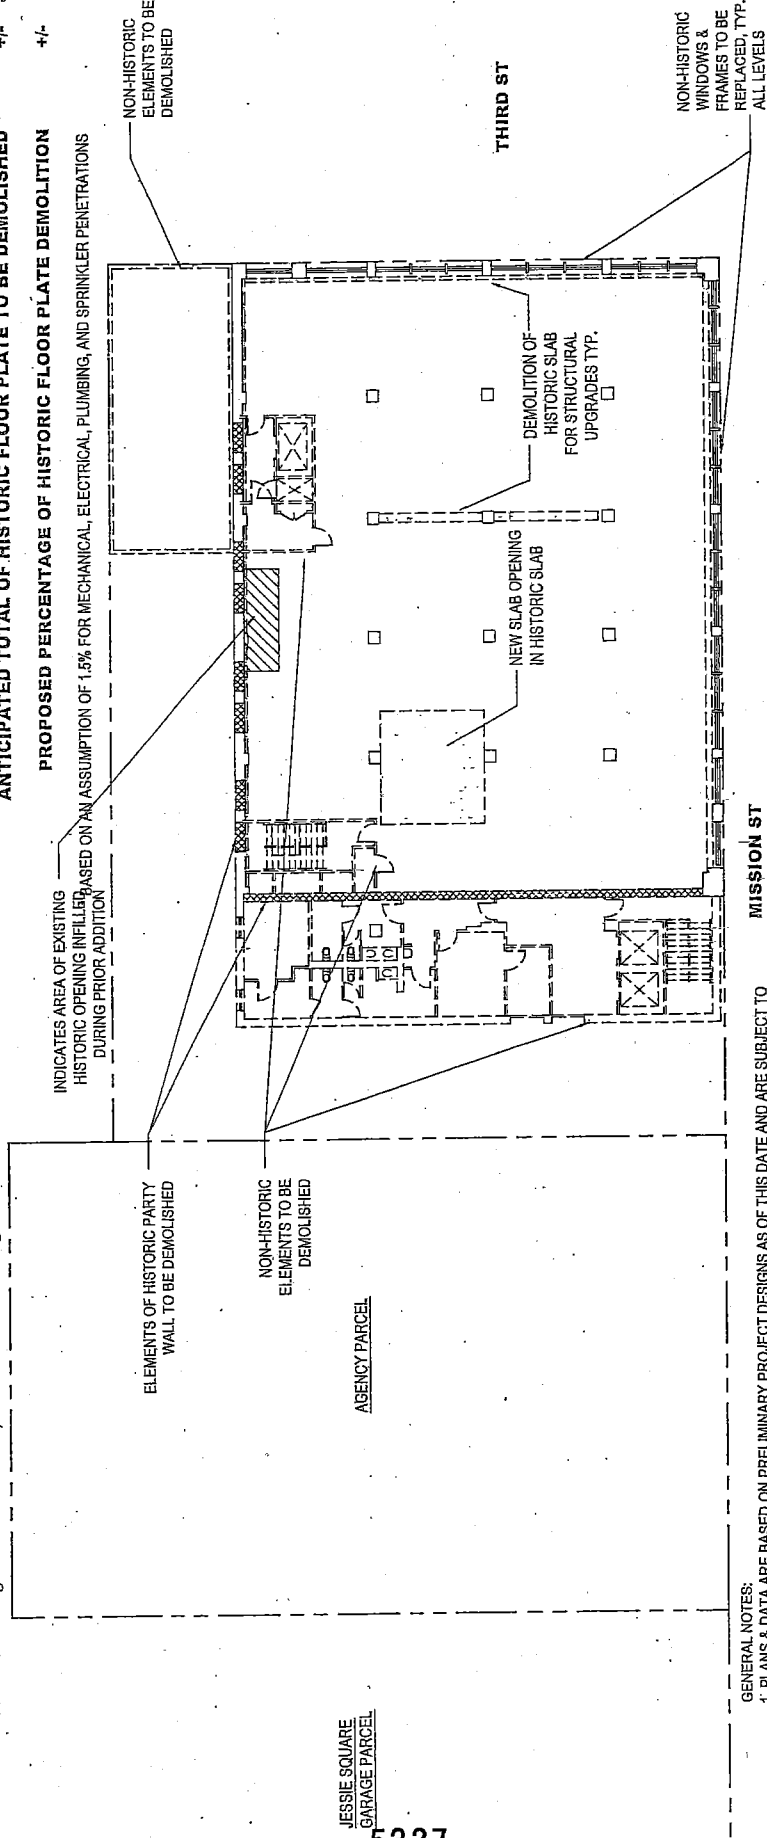 ANTICIPATED TOTAL OF HISTORIC FLOOR PLATE TO BE DEMOLISHED +/-
PROPOSED PERCENTAGE OF HISTORIC FLOOR PLATE DEMOLITION +/-
BASED ON AN ASSUMPTION OF 1.5% FOR MECHANICAL, ELECTRICAL, PLUMBING, AND SPRINKLER PENETRATIONS
INDICATES AREA OF EXISTING
HISTORIC OPENING INFILLED
DURING PRIOR ADDITION
NON-HISTORIC
ELEMENTS TO BE
DEMOLISHED
ELEMENTS OF HISTORIC PARTY
WALL TO BE DEMOLISHED
NON-HISTORIC
ELEMENTS TO BE
DEMOLISHED
AGENCY PARCEL
JESSIE SQUARE
GARAGE PARCEL
NEW SLAB OPENING
IN HISTORIC SLAB
DEMOLITION OF
HISTORIC SLAB
FOR STRUCTURAL
UPGRADES TYP.
THIRD ST
NON-HISTORIC
WINDOWS &
FRAMES TO BE
REPLACED, TYP.
ALL LEVELS
MISSION ST
GENERAL NOTES:
1. PLANS & DATA ARE BASED ON PRELIMINARY PROJECT DESIGNS AS OF THIS DATE AND ARE SUBJECT TO